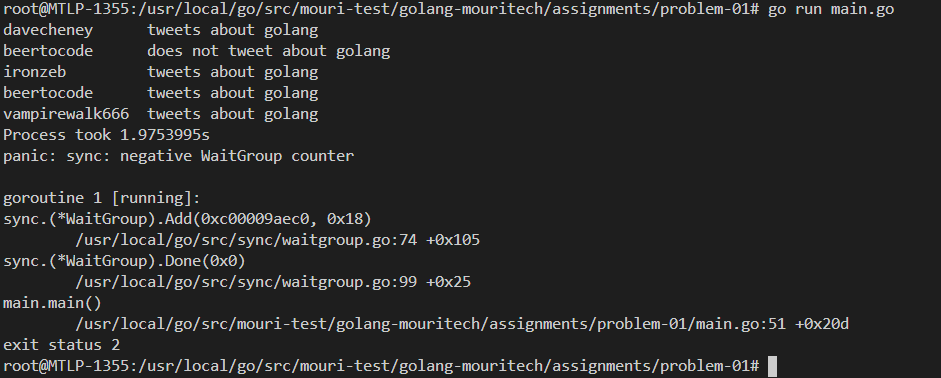 root@MTLP-1355:/usr/local/go/src/mouri-test/golang-mouritech/assignments/problem-01# go run main.go
davecheney      tweets about golang
beertocode      does not tweet about golang
ironzeb         tweets about golang
beertocode      tweets about golang
vampirewalk666  tweets about golang
Process took 1.9753995s
panic: sync: negative WaitGroup counter

goroutine 1 [running]:
sync.(*WaitGroup).Add(0xc00009aec0, 0x18)
        /usr/local/go/src/sync/waitgroup.go:74 +0x105
sync.(*WaitGroup).Done(0x0)
        /usr/local/go/src/sync/waitgroup.go:99 +0x25
main.main()
        /usr/local/go/src/mouri-test/golang-mouritech/assignments/problem-01/main.go:51 +0x20d
exit status 2
root@MTLP-1355:/usr/local/go/src/mouri-test/golang-mouritech/assignments/problem-01#